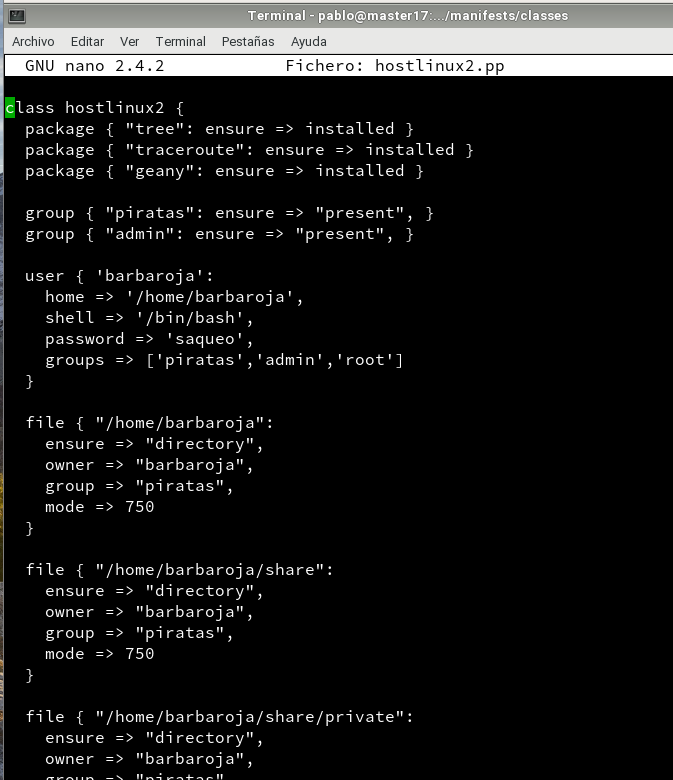 Terminal - pablo@master17:.../manifests/classes
Archivo Editar Ver Terminal Pestañas Ayuda
GNU nano 2.4.2 Fichero: hostlinux2.pp
class hostlinux2 {
  package { "tree": ensure => installed }
  package { "traceroute": ensure => installed }
  package { "geany": ensure => installed }
  group { "piratas": ensure => "present", }
  group { "admin": ensure => "present", }
  user { 'barbaroja':
    home => '/home/barbaroja',
    shell => '/bin/bash',
    password => 'saqueo',
    groups => ['piratas','admin','root']
  }
  file { "/home/barbaroja":
    ensure => "directory",
    owner => "barbaroja",
    group => "piratas",
    mode => 750
  }
  file { "/home/barbaroja/share":
    ensure => "directory",
    owner => "barbaroja",
    group => "piratas",
    mode => 750
  }
  file { "/home/barbaroja/share/private":
    ensure => "directory",
    owner => "barbaroja",
    group => "piratas"